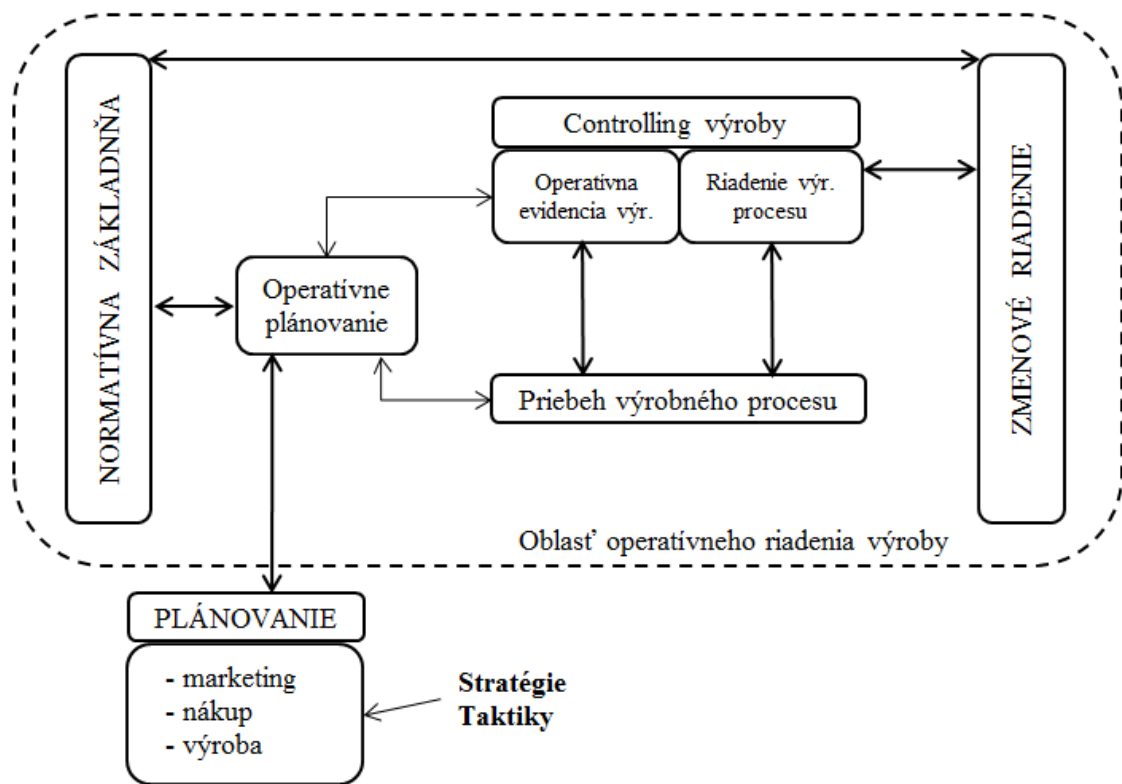 NORMATÍVNA ZÁKLADNŇA
Controlling výroby
Operatívna
evidencia výr.
Riadenie výr.
procesu
Operatívne
plánovanie
Priebeh výrobného procesu
ZMENOVÉ RIADENIE
Oblasť operatívneho riadenia výroby
PLÁNOVANIE
- marketing
- nákup
- výroba
Stratégie
Taktiky